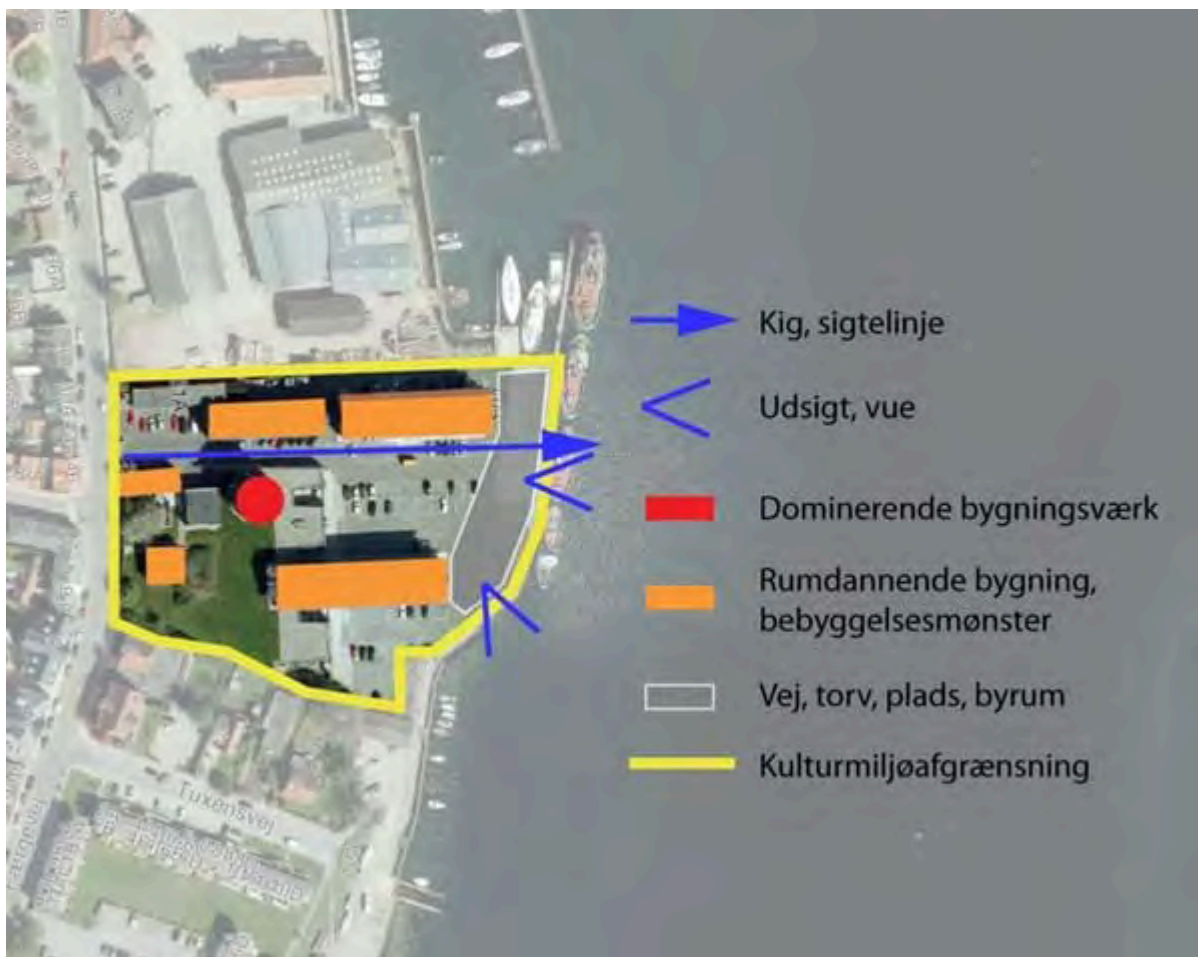 Kig, sigtelinje
Udsigt, vue
Dominerende bygningsværk
Rumdannende bygning,
bebyggelsesmønster
Vej, torv, plads, byrum
Kulturmiljøafgrænsning
Tuxensvej